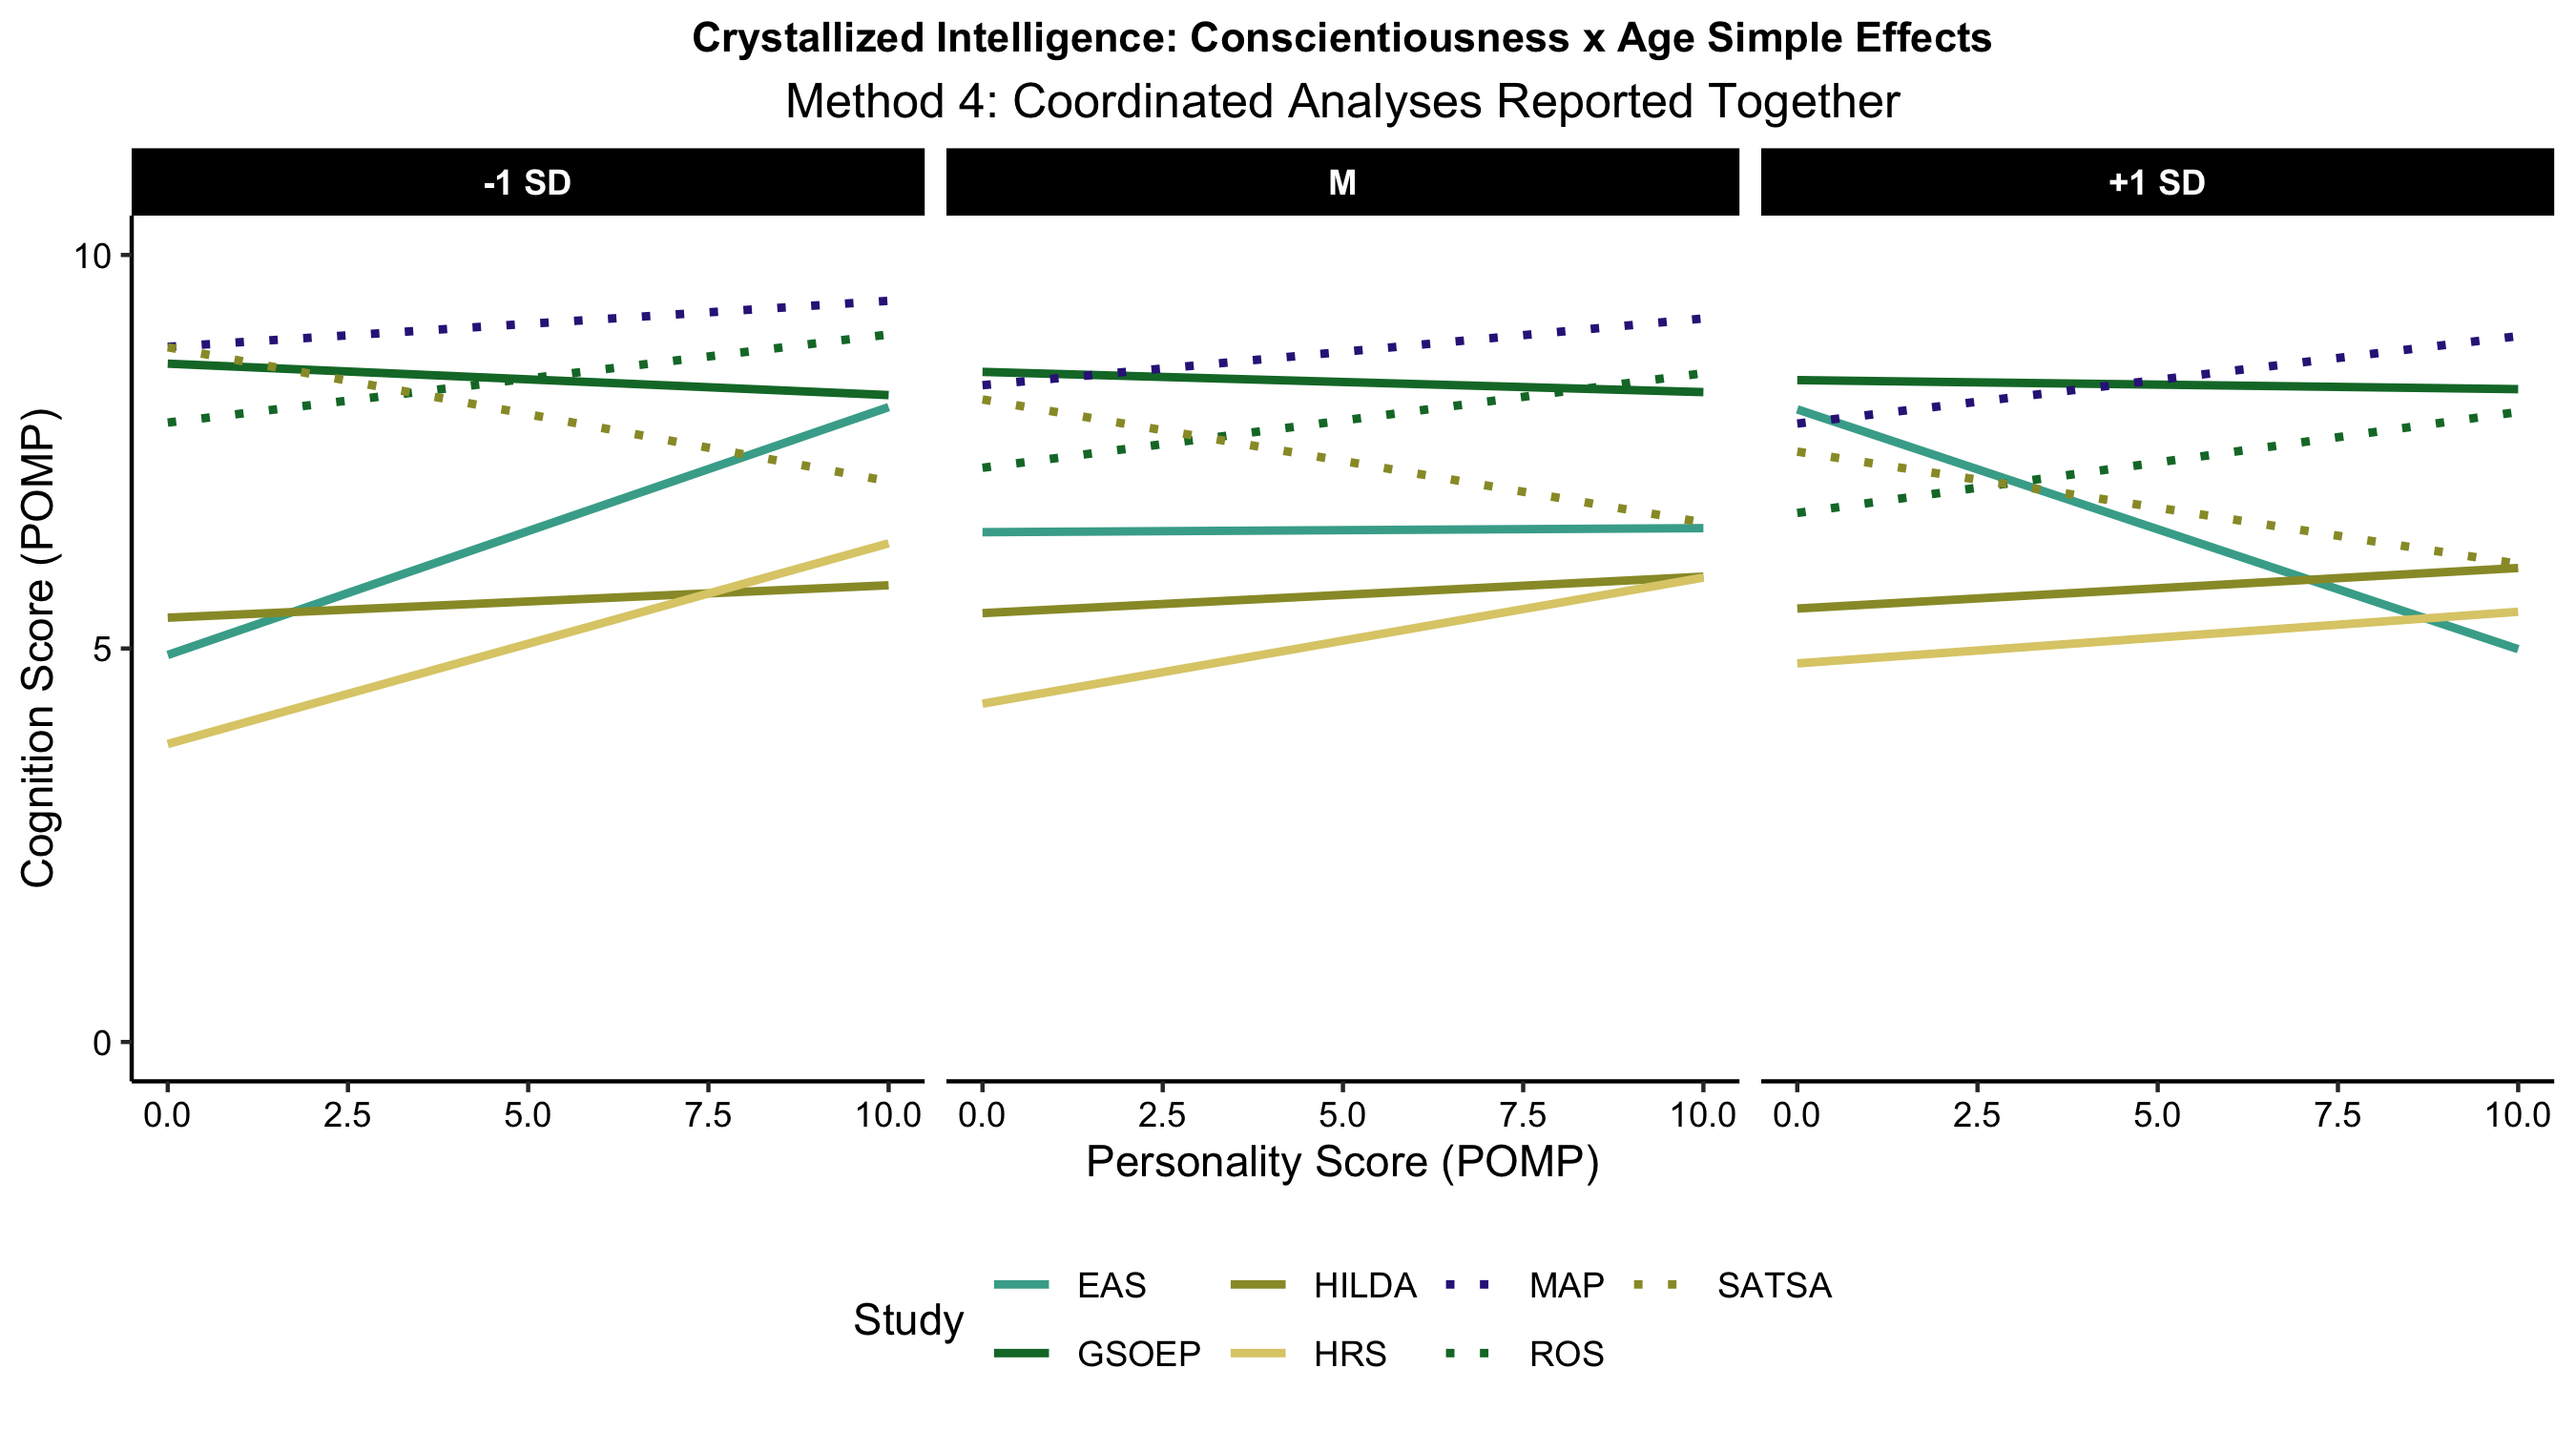 Crystallized Intelligence: Conscientiousness x Age Simple Effects
Method 4: Coordinated Analyses Reported Together
-1 SD M +1 SD
Cognition Score (POMP)
10
5
0
0.0 2.5 5.0 7.5 10.0 0.0 2.5 5.0 7.5 10.0 0.0 2.5 5.0 7.5 10.0
Personality Score (POMP)
Study
EAS HILDA MAP SATSA
GSOEP HRS ROS